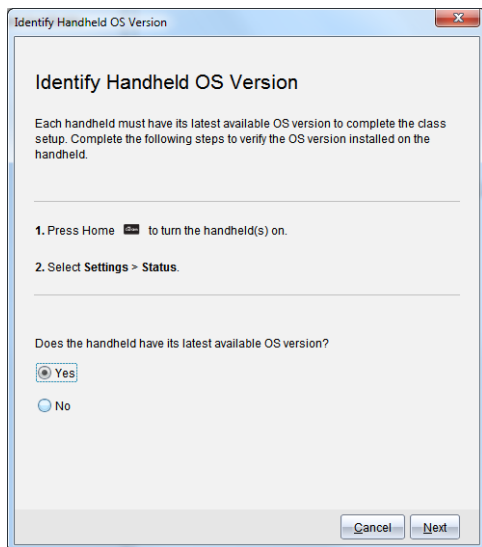 Identify Handheld OS Version
Identify Handheld OS Version
Each handheld must have its latest available OS version to complete the class
setup. Complete the following steps to verify the OS version installed on the
handheld.
1. Press Home to turn the handheld(s) on.
2. Select Settings > Status.
Does the handheld have its latest available OS version?
Yes
No
Cancel Next